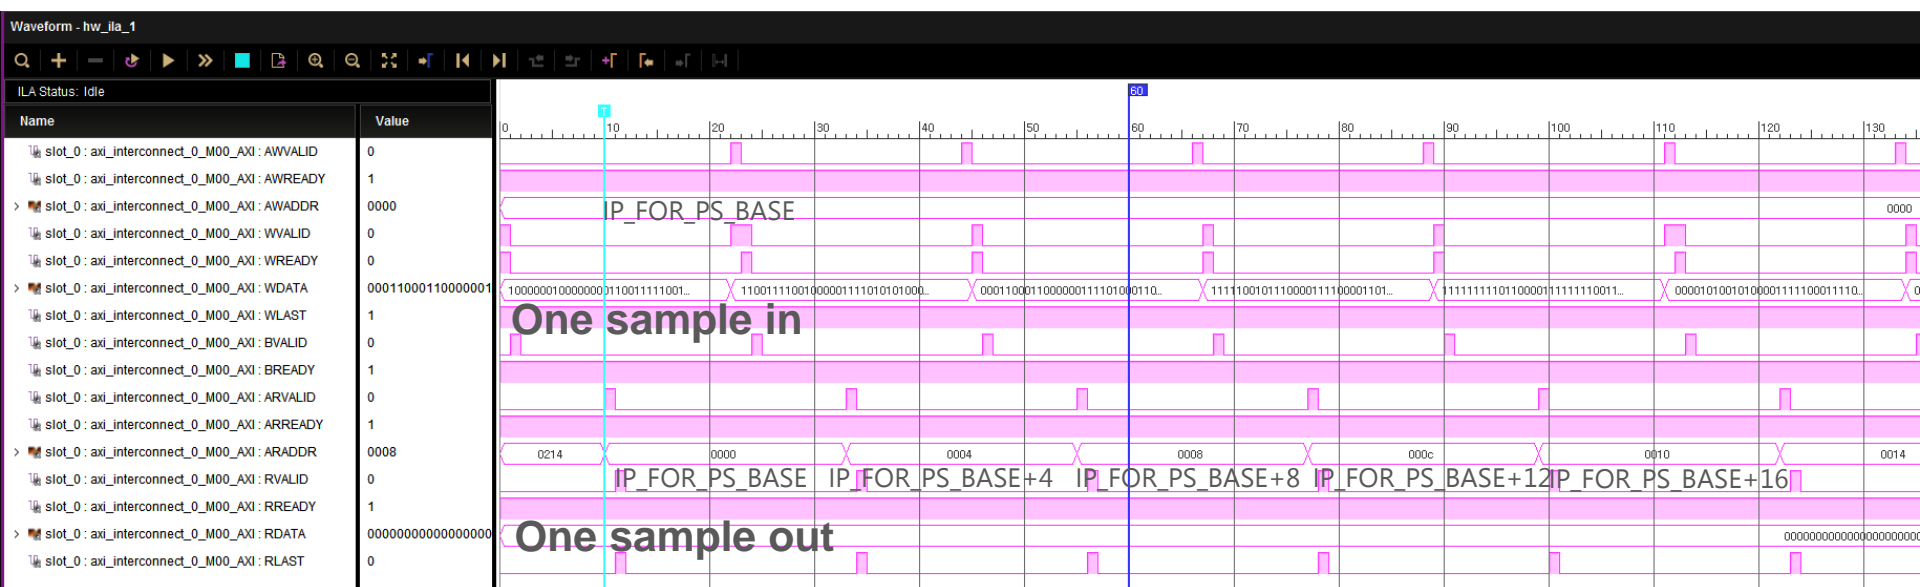 Waveform - hw_ila_1
ILA Status: Idle
60
T
Name Value
0 10 20 30 40 50 60 70 80 90 100 110 120 130
slot_0 : axi_interconnect_0_M00_AXI : AWVALID 0
slot_0 : axi_interconnect_0_M00_AXI : AWREADY 1
slot_0 : axi_interconnect_0_M00_AXI : AWADDR 0000 IP_FOR_PS_BASE 0000
slot_0 : axi_interconnect_0_M00_AXI : WVALID 0
slot_0 : axi_interconnect_0_M00_AXI : WREADY 0
slot_0 : axi_interconnect_0_M00_AXI : WDATA
slot_0 : axi_interconnect_0_M00_AXI : WLAST 1
One sample in
slot_0 : axi_interconnect_0_M00_AXI : BVALID 0
slot_0 : axi_interconnect_0_M00_AXI : BREADY 1
slot_0 : axi_interconnect_0_M00_AXI : ARVALID 0
slot_0 : axi_interconnect_0_M00_AXI : ARREADY 1
slot_0 : axi_interconnect_0_M00_AXI : ARADDR 0008 0214 0000 0004 0008 000c 0010 0014
slot_0 : axi_interconnect_0_M00_AXI : RVALID 0 IP_FOR_PS_BASE IP_FOR_PS_BASE+4 IP_FOR_PS_BASE+8 IP_FOR_PS_BASE+12 IP_FOR_PS_BASE+16
slot_0 : axi_interconnect_0_M00_AXI : RREADY 1
slot_0 : axi_interconnect_0_M00_AXI : RDATA
One sample out
slot_0 : axi_interconnect_0_M00_AXI : RLAST 0